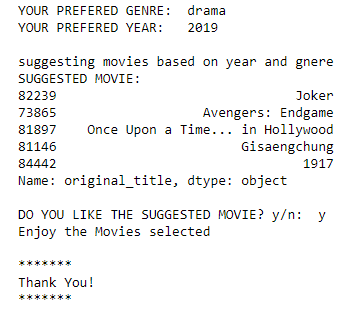 YOUR PREFERED GENRE:  drama
YOUR PREFERED YEAR:   2019
suggesting movies based on year and gnere
SUGGESTED MOVIE:
82239                              Joker
73865                  Avengers: Endgame
81897    Once Upon a Time... in Hollywood
81146                       Gisaengchung
84442                               1917
Name: original_title, dtype: object
DO YOU LIKE THE SUGGESTED MOVIE? y/n:  y
Enjoy the Movies selected
*******
Thank You!
*******